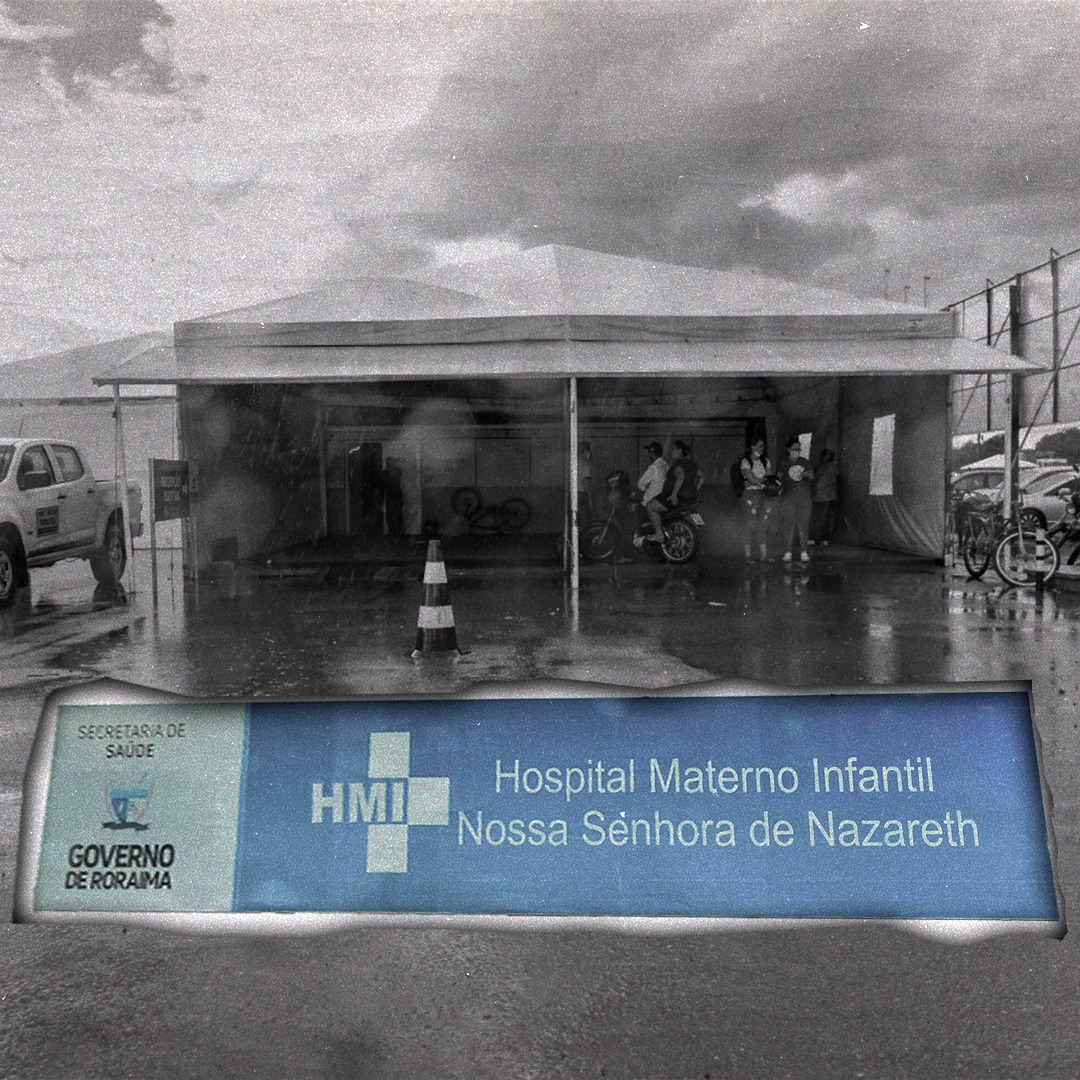 SECRETARIA DE
SAÚDE
GOVERNO
DE RORAIMA
HMI
Hospital Materno Infantil
Nossa Senhora de Nazareth